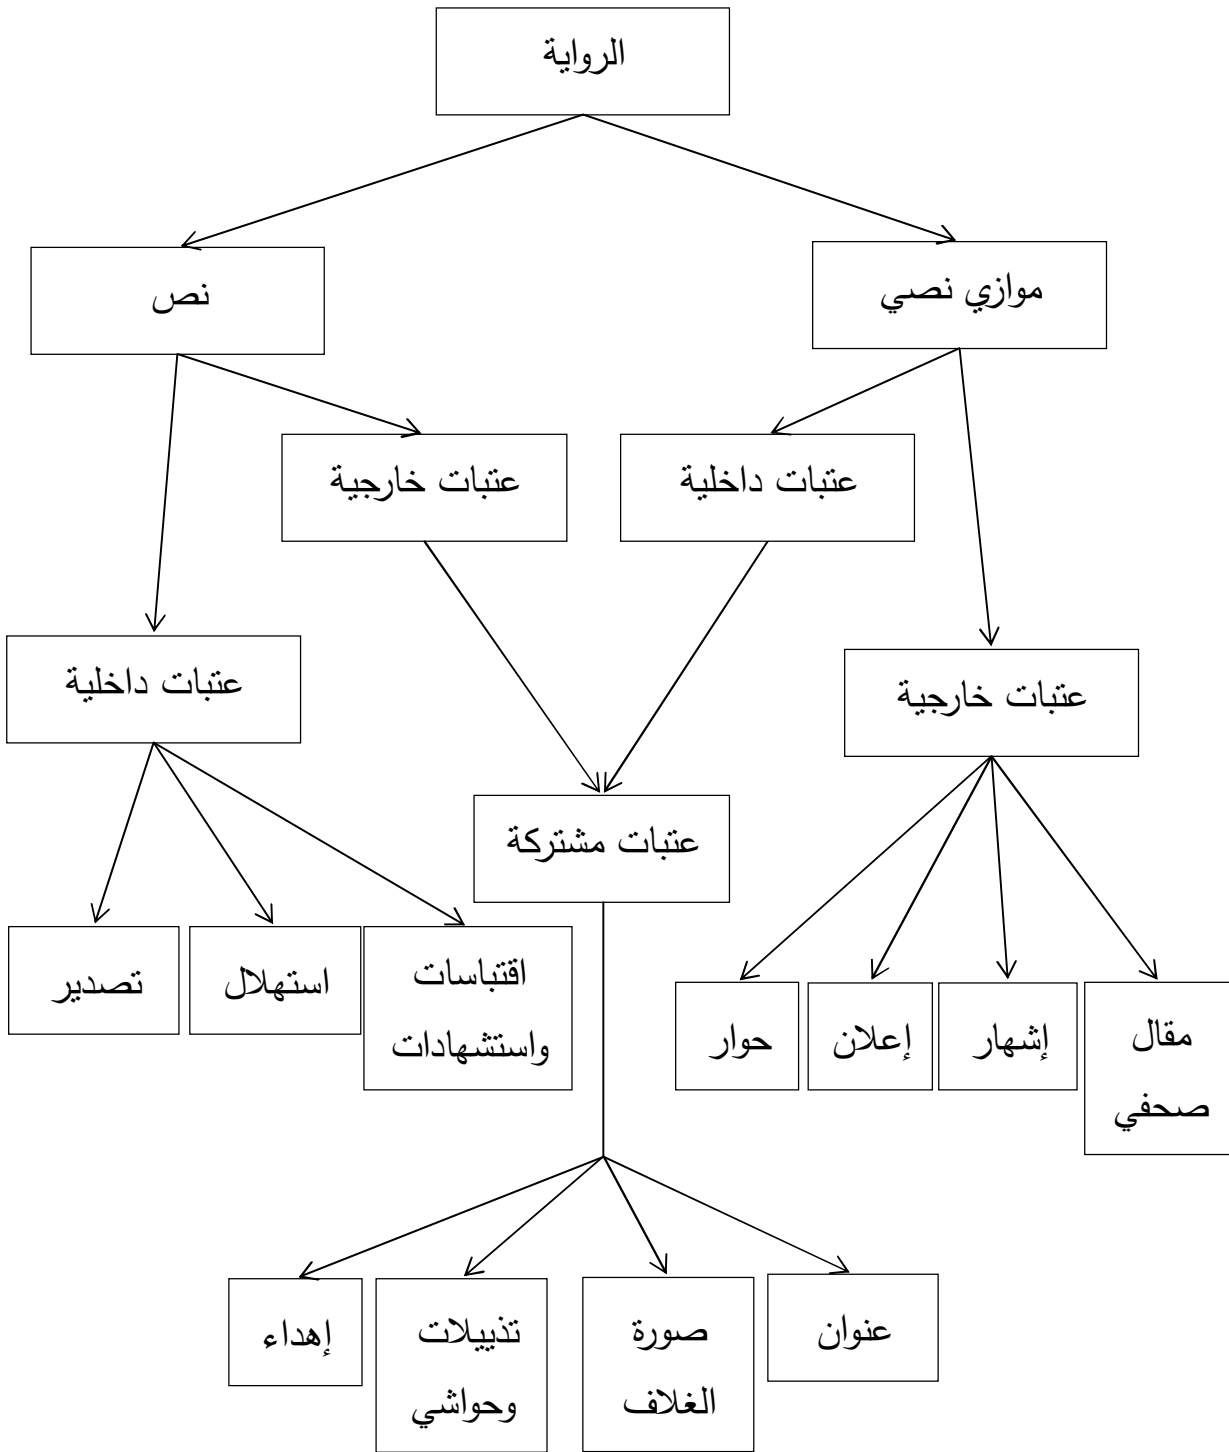 الرواية
موازي نصي
نص
عتبات داخلية
عتبات خارجية
عتبات داخلية
عتبات خارجية
عتبات مشتركة
اقتباسات
واستشهادات
استهلال
تصدير
مقال
صحفي
إشهار
إعلان
حوار
عنوان
صورة
الغلاف
تذييلات
وحواشي
إهداء